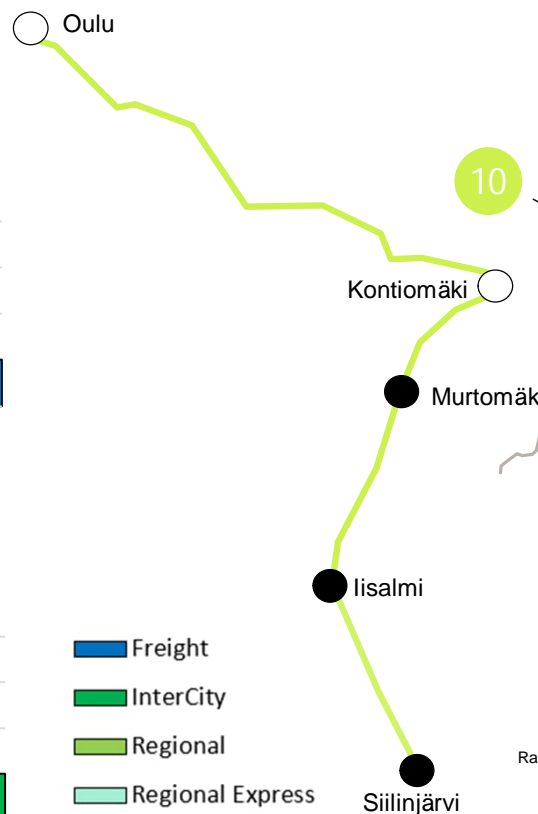 Oulu
10
Kontiomäki
Murtomäk
Iisalmi
Freight
InterCity
Regional
Ra
Regional Express
Siilinjärvi